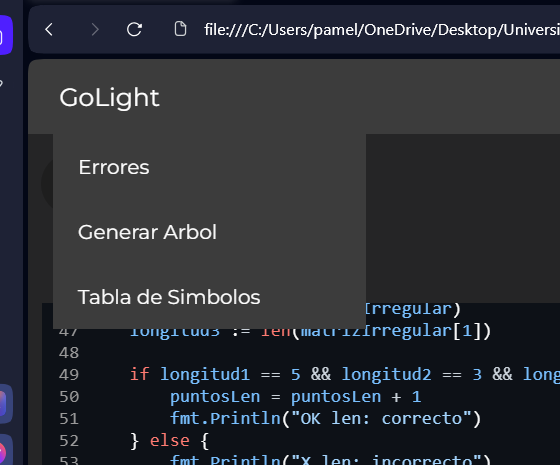 file:///C:/Users/pamel/OneDrive/Desktop/Universi
GoLight
Errores
Generar Arbol
Tabla de Simbolos
Irregular)
47 longitud3 := len(matrizIrregular[1])
48
49 if longitud1 == 5 && longitud2 == 3 && long
50 puntosLen = puntosLen + 1
51 fmt.Println("OK len: correcto")
52 } else {
53 fmt.Println("X len: incorrecto")